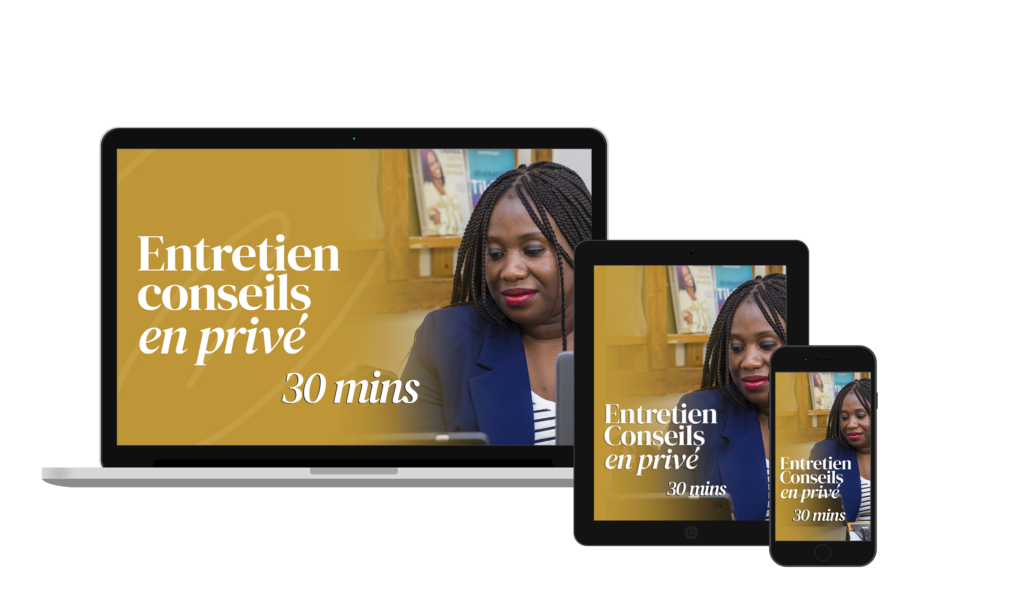 Entretien
conseils
en privé
30 mins
Entretien
Conseils
en privé
30 mins
Entretien
Conseils
en privé
30 mins